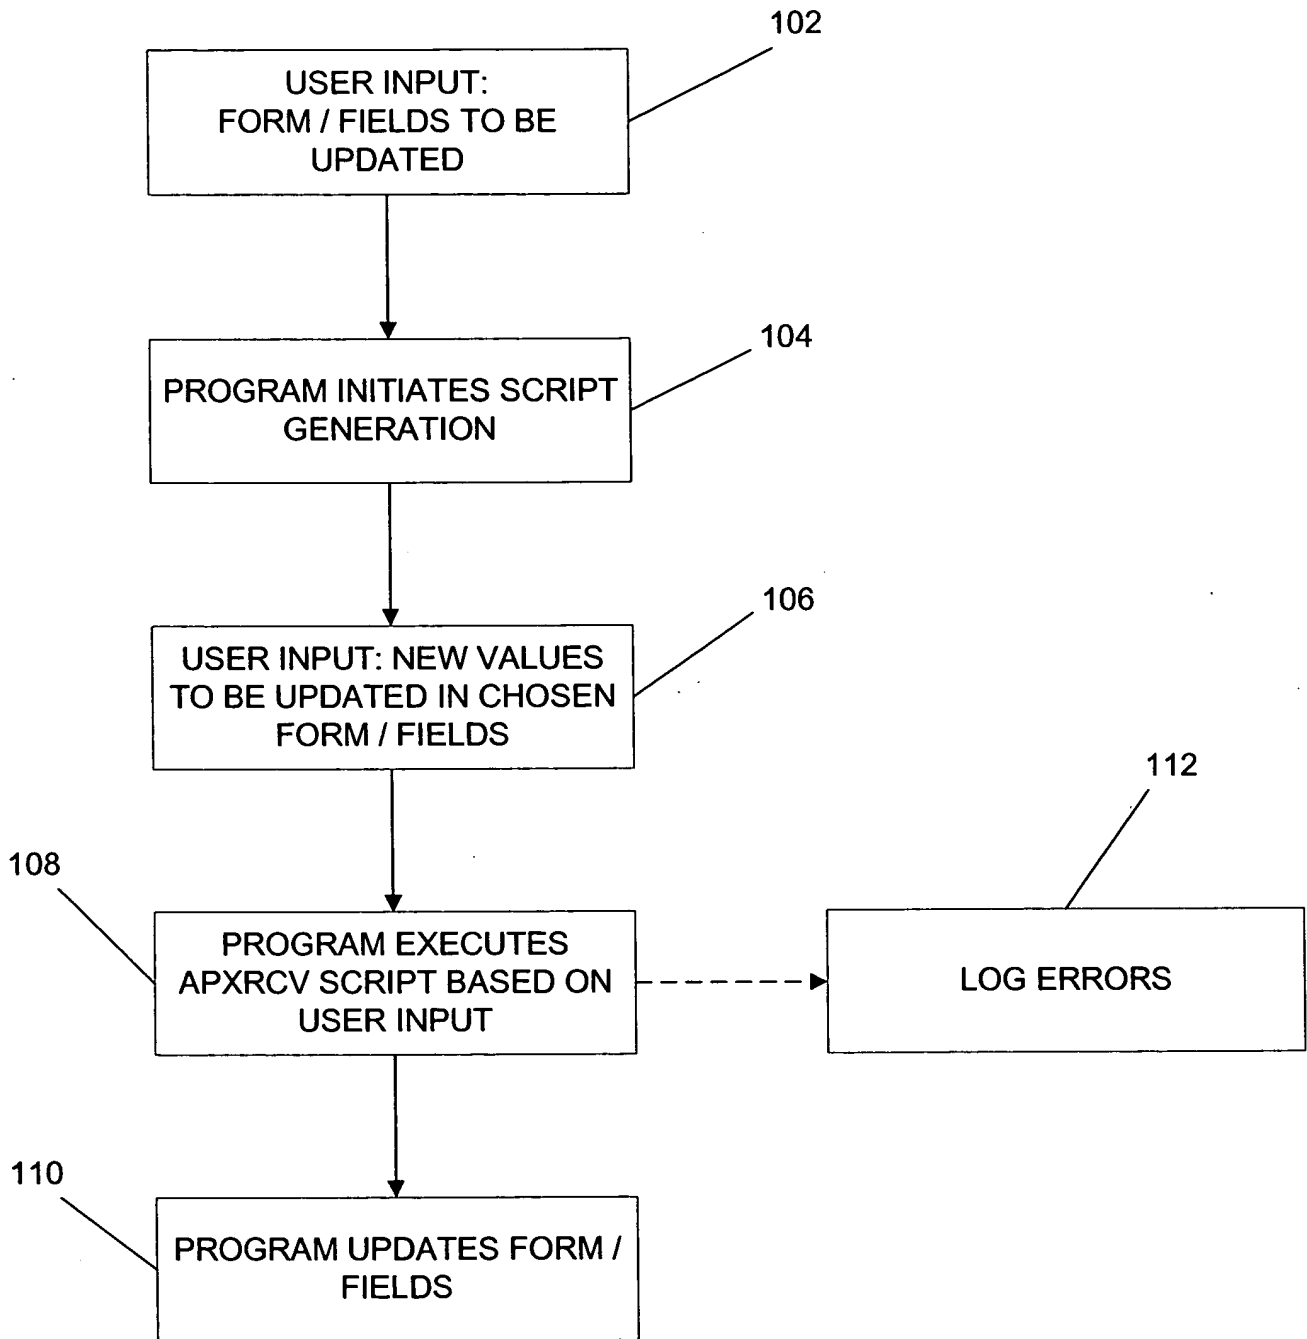 102
USER INPUT:
FORM / FIELDS TO BE
UPDATED
104
PROGRAM INITIATES SCRIPT
GENERATION
106
USER INPUT: NEW VALUES
TO BE UPDATED IN CHOSEN
FORM / FIELDS
112
108
PROGRAM EXECUTES
APXRCV SCRIPT BASED ON
USER INPUT
LOG ERRORS
110
PROGRAM UPDATES FORM /
FIELDS